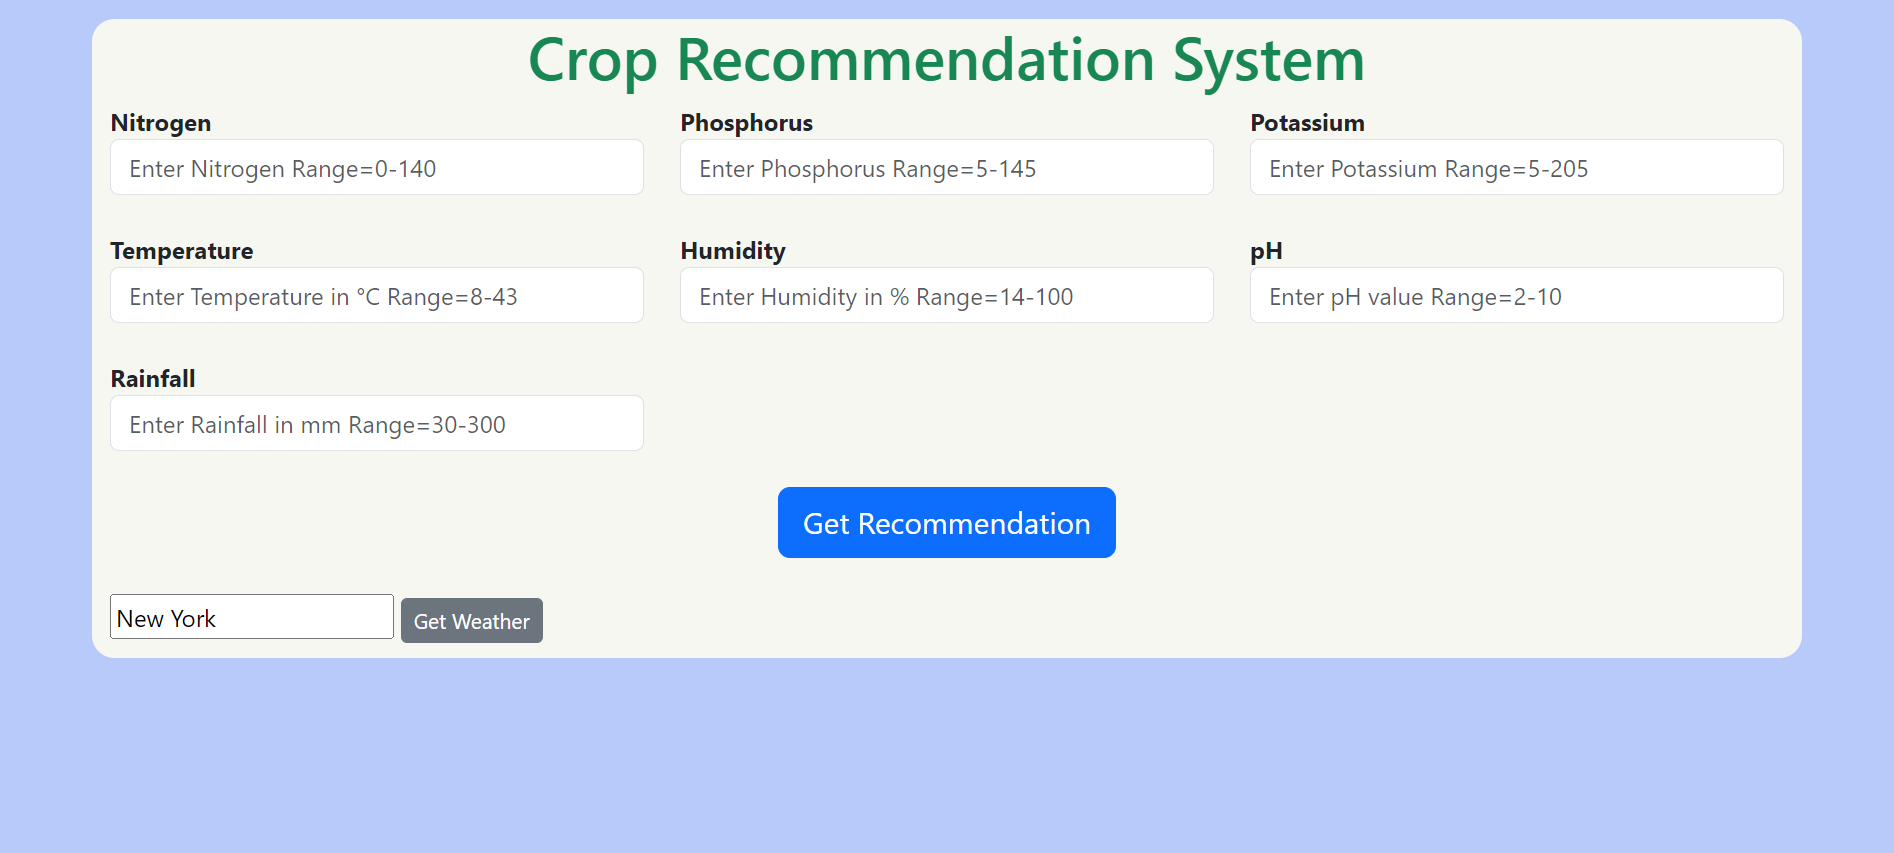 Crop Recommendation System
Nitrogen Phosphorus Potassium
Enter Nitrogen Range=0-140 Enter Phosphorus Range=5-145 Enter Potassium Range=5-205
Temperature Humidity pH
Enter Temperature in °C Range=8-43 Enter Humidity in % Range=14-100 Enter pH value Range=2-10
Rainfall
Enter Rainfall in mm Range=30-300
Get Recommendation
New York Get Weather